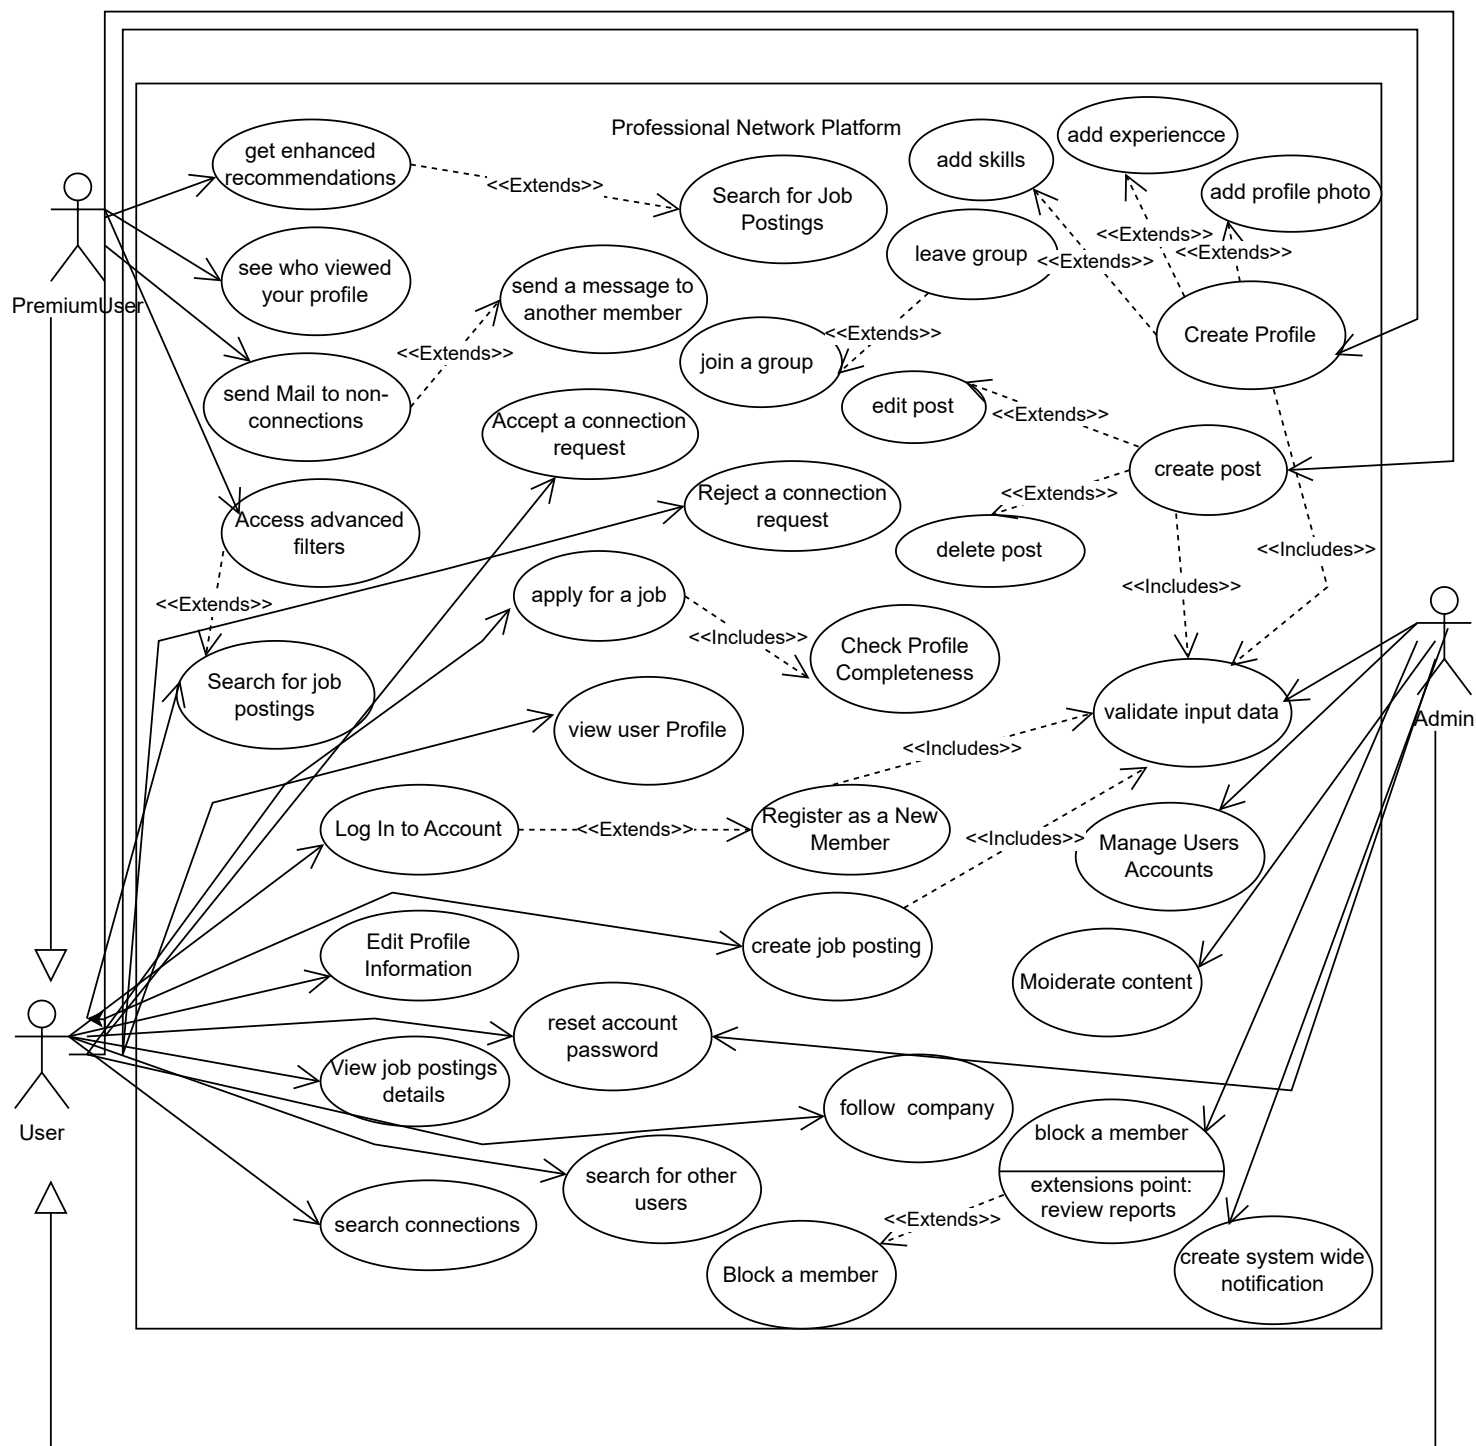 Professional Network Platform
add experiencce
add skills
get enhanced
recommendations
<<Extends>>
Search for Job
Postings
add profile photo
<<Extends>>
<<Extends>>
<<Extends>>
leave group
see who viewed
your profile
send a message to
another member
PremiumUser
<<Extends>>
Create Profile
<<Extends>>
join a group
send Mail to non-
connections
edit post
<<Extends>>
Accept a connection
request
create post
Reject a connection
request
<<Extends>>
Access advanced
filters
delete post
<<Includes>>
<<Includes>>
<<Extends>>
apply for a job
<<Includes>>
Check Profile
Completeness
Search for job
postings
validate input data
Admin
view user Profile
<<Includes>>
Log In to Account
<<Extends>>
Register as a New
Member
<<Includes>>
Manage Users
Accounts
Edit Profile
Information
create job posting
Moiderate content
reset account
password
View job postings
details
follow  company
User
block a member
extensions point:
review reports
search for other
users
search connections
<<Extends>>
Block a member
create system wide
notification